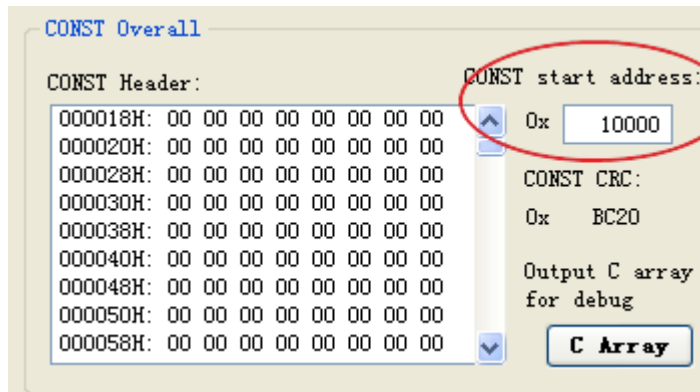 CONST Overall
CONST Header:
000018H: 00 00 00 00 00 00 00 00
000020H: 00 00 00 00 00 00 00 00
000028H: 00 00 00 00 00 00 00 00
000030H: 00 00 00 00 00 00 00 00
000038H: 00 00 00 00 00 00 00 00
000040H: 00 00 00 00 00 00 00 00
000048H: 00 00 00 00 00 00 00 00
000050H: 00 00 00 00 00 00 00 00
000058H: 00 00 00 00 00 00 00 00
CONST start address:
0x 10000
CONST CRC:
0x BC20
Output C array
for debug
C Array